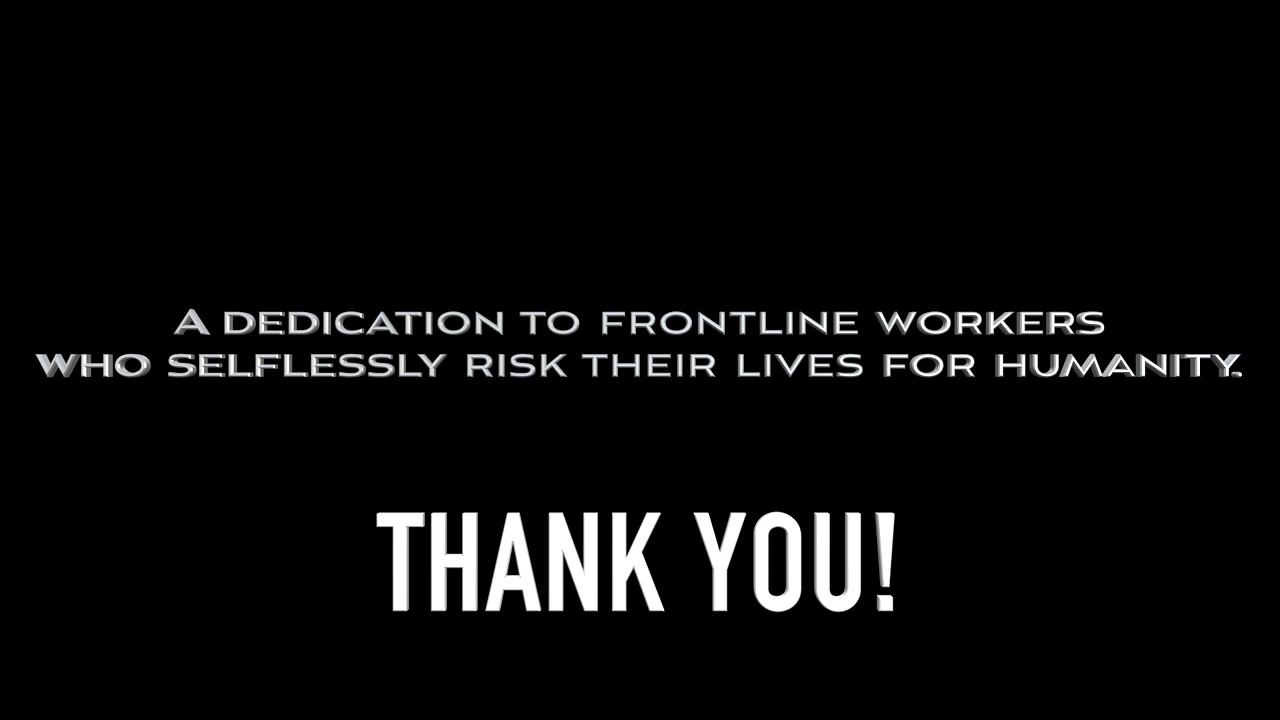 A DEDICATION TO FRONTLINE WORKERS
WHO SELFLESSLY RISK THEIR LIVES FOR HUMANITY.
THANK YOU!